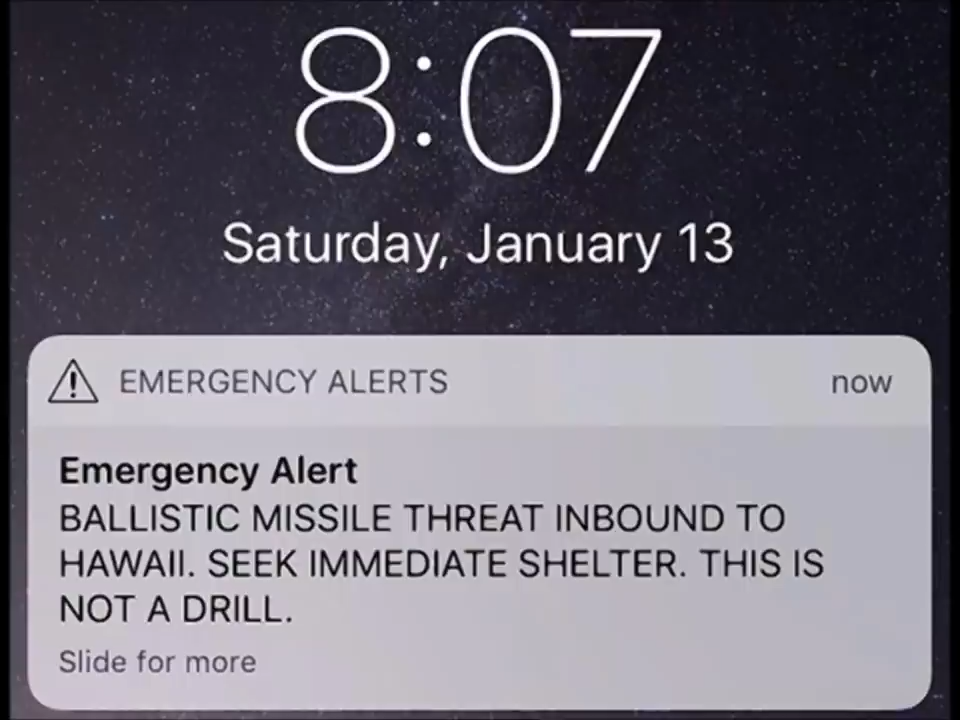 8:07
Saturday, January 13
EMERGENCY ALERTS now
Emergency Alert
BALLISTIC MISSILE THREAT INBOUND TO
HAWAII. SEEK IMMEDIATE SHELTER. THIS IS
NOT A DRILL.
Slide for more